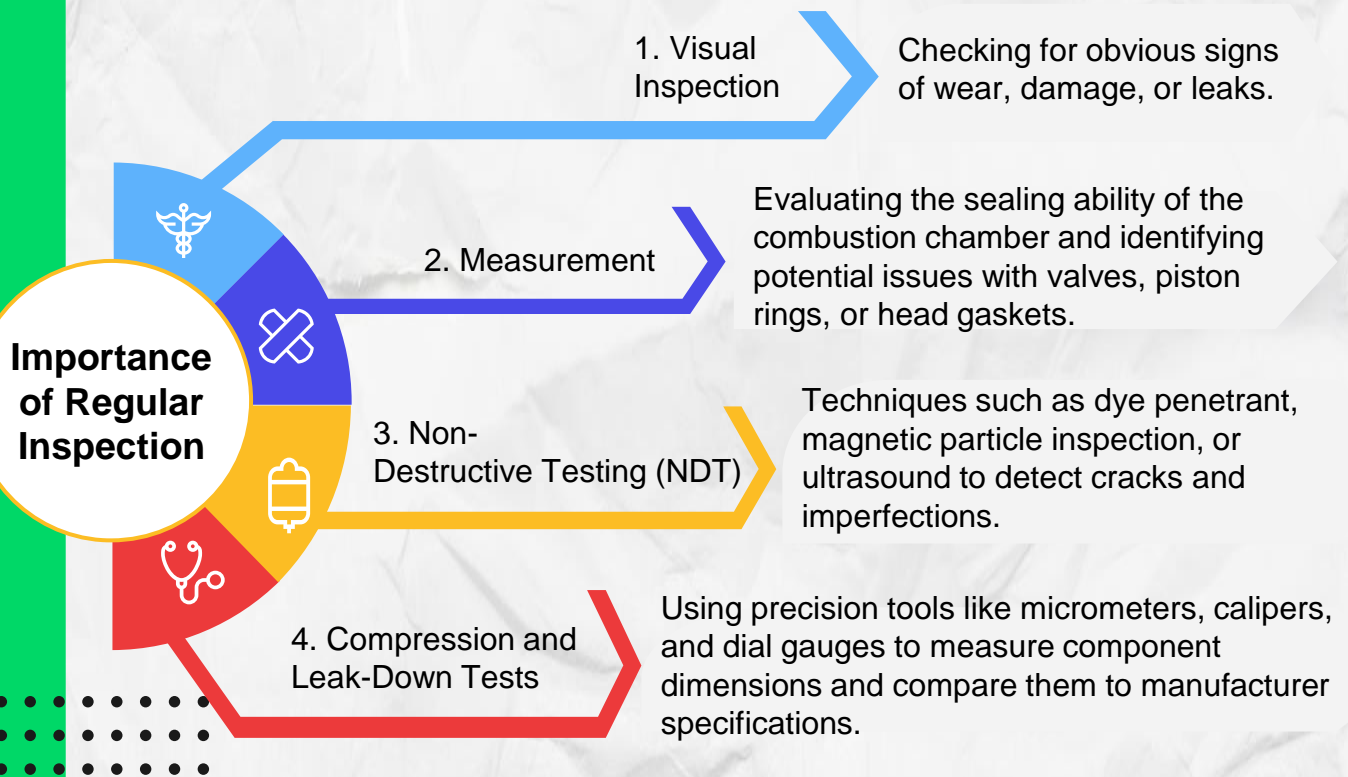 Importance
of Regular
Inspection
1. Visual
Inspection
Checking for obvious signs
of wear, damage, or leaks.
2. Measurement
Evaluating the sealing ability of the
combustion chamber and identifying
potential issues with valves, piston
rings, or head gaskets.
3. Non-
Destructive Testing (NDT)
Techniques such as dye penetrant,
magnetic particle inspection, or
ultrasound to detect cracks and
imperfections.
4. Compression and
Leak-Down Tests
Using precision tools like micrometers, calipers,
and dial gauges to measure component
dimensions and compare them to manufacturer
specifications.